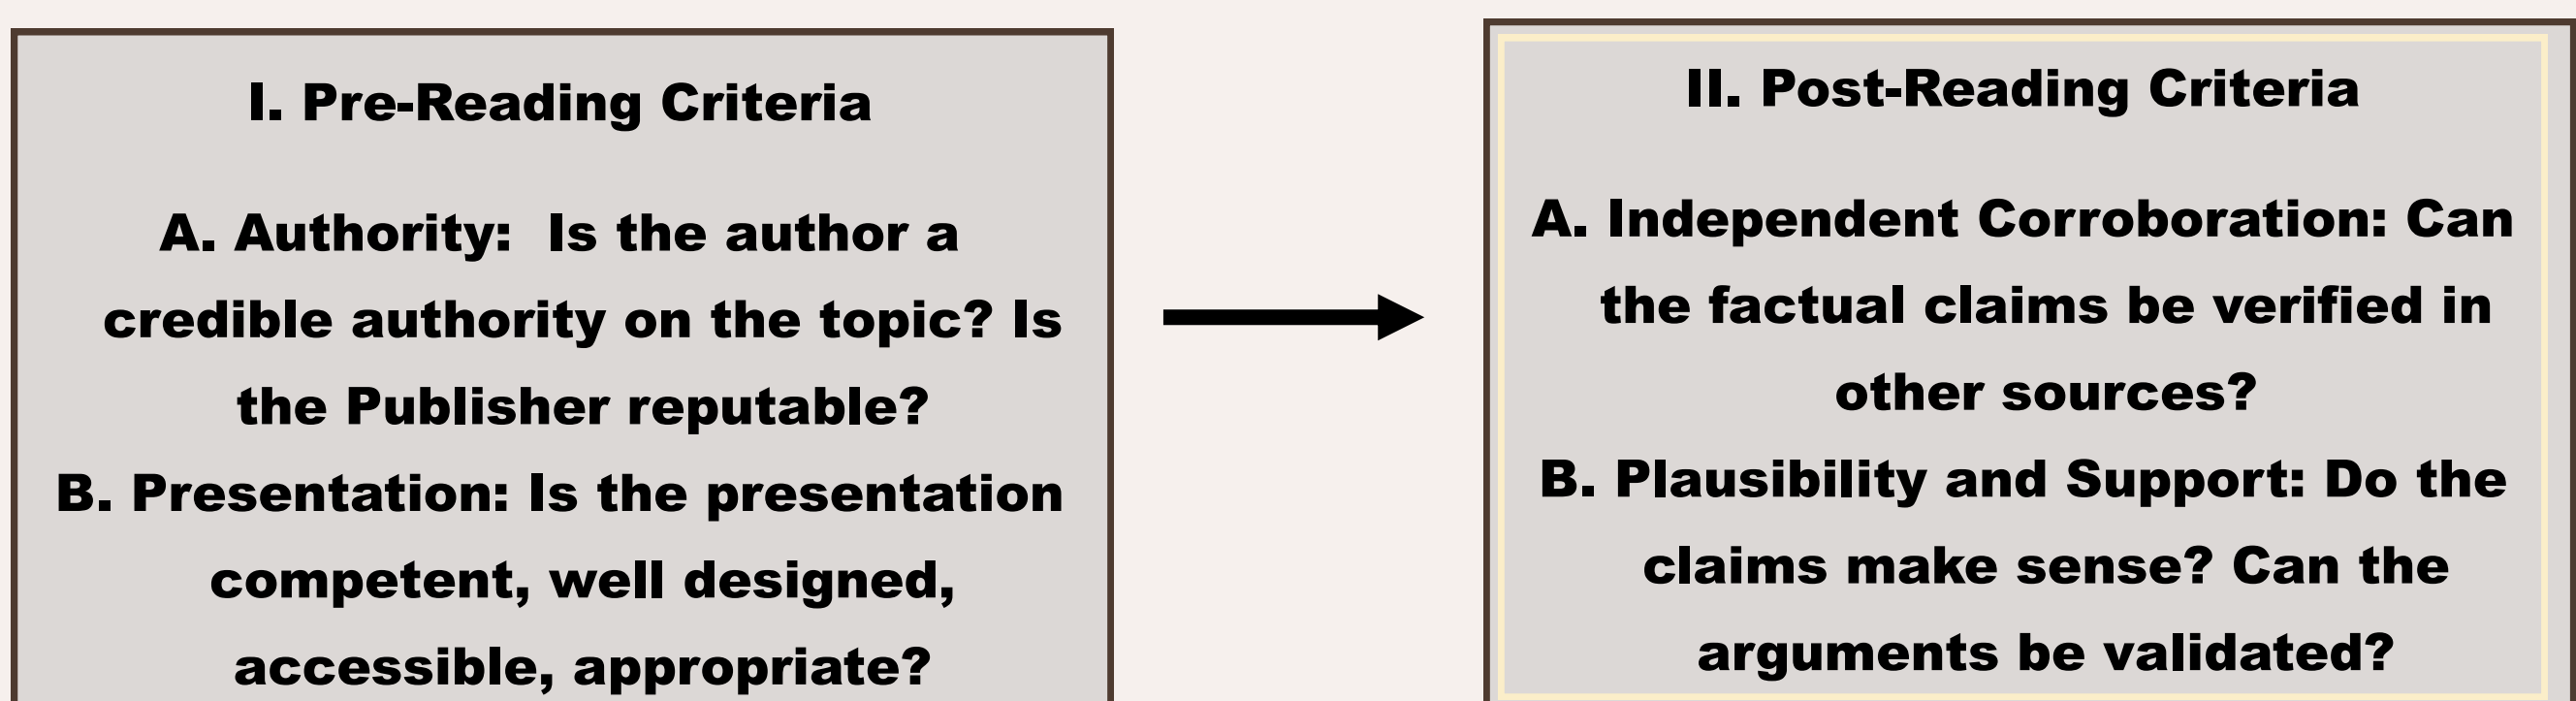 I. Pre-Reading Criteria
A. Authority:  Is the author a
credible authority on the topic? Is
the Publisher reputable?
B. Presentation: Is the presentation
competent, well designed,
accessible, appropriate?
II. Post-Reading Criteria
A. Independent Corroboration: Can
the factual claims be verified in
other sources?
B. Plausibility and Support: Do the
claims make sense? Can the
arguments be validated?